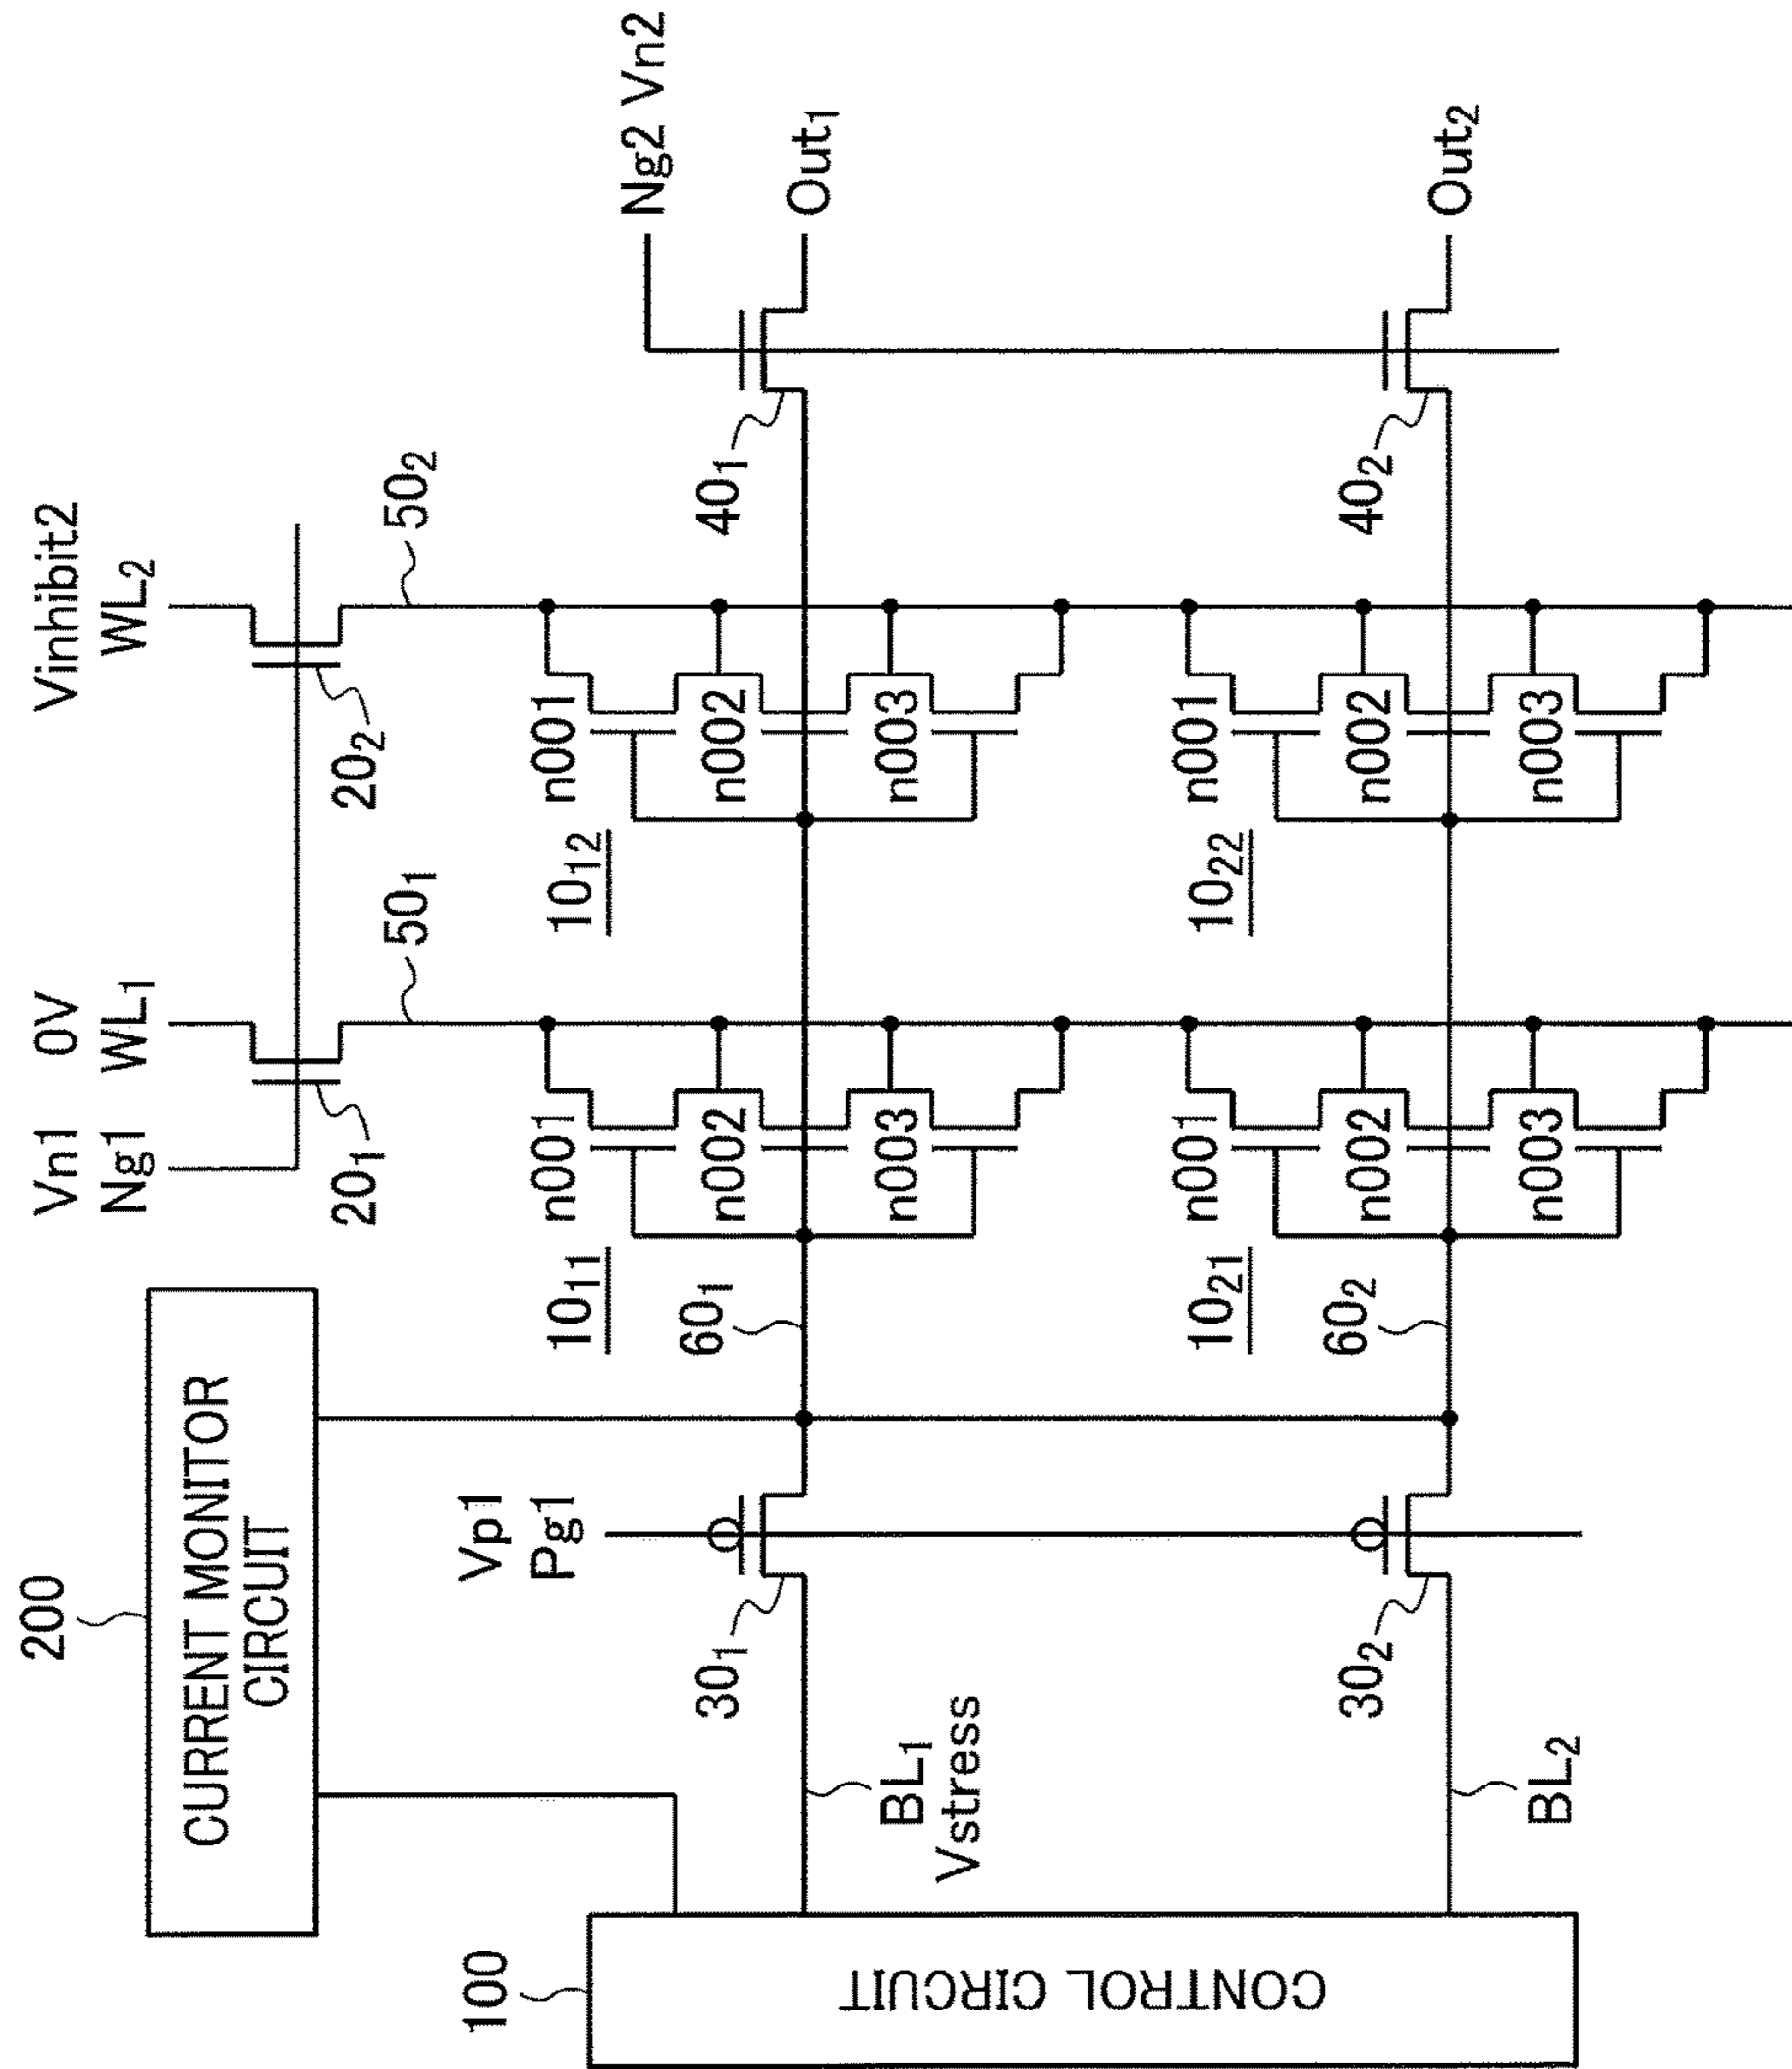 200
CURRENT MONITOR
CIRCUIT
100
CONTROL CIRCUIT
Vn1 0V Vinhibit2
Ng1 WL1 WL2
201
202
501
502
Vp1
Pg1
301
302
BL1
Vstress
BL2
601
602
1011
n001
n002
n003
1012
n001
n002
n003
1021
n001
n002
n003
1022
n001
n002
n003
401
402
Ng2 Vn2
Out1
Out2